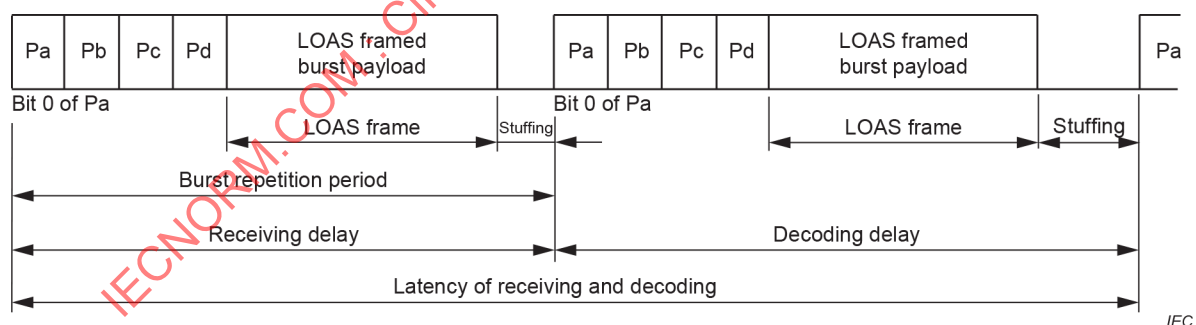 Pa Pb Pc Pd LOAS framed burst payload Pa Pb Pc Pd LOAS framed burst payload Pa
Bit 0 of Pa Bit 0 of Pa
LOAS frame Stuffing LOAS frame Stuffing
Burst repetition period
Receiving delay Decoding delay
Latency of receiving and decoding
IEC
IECNORM.COM :